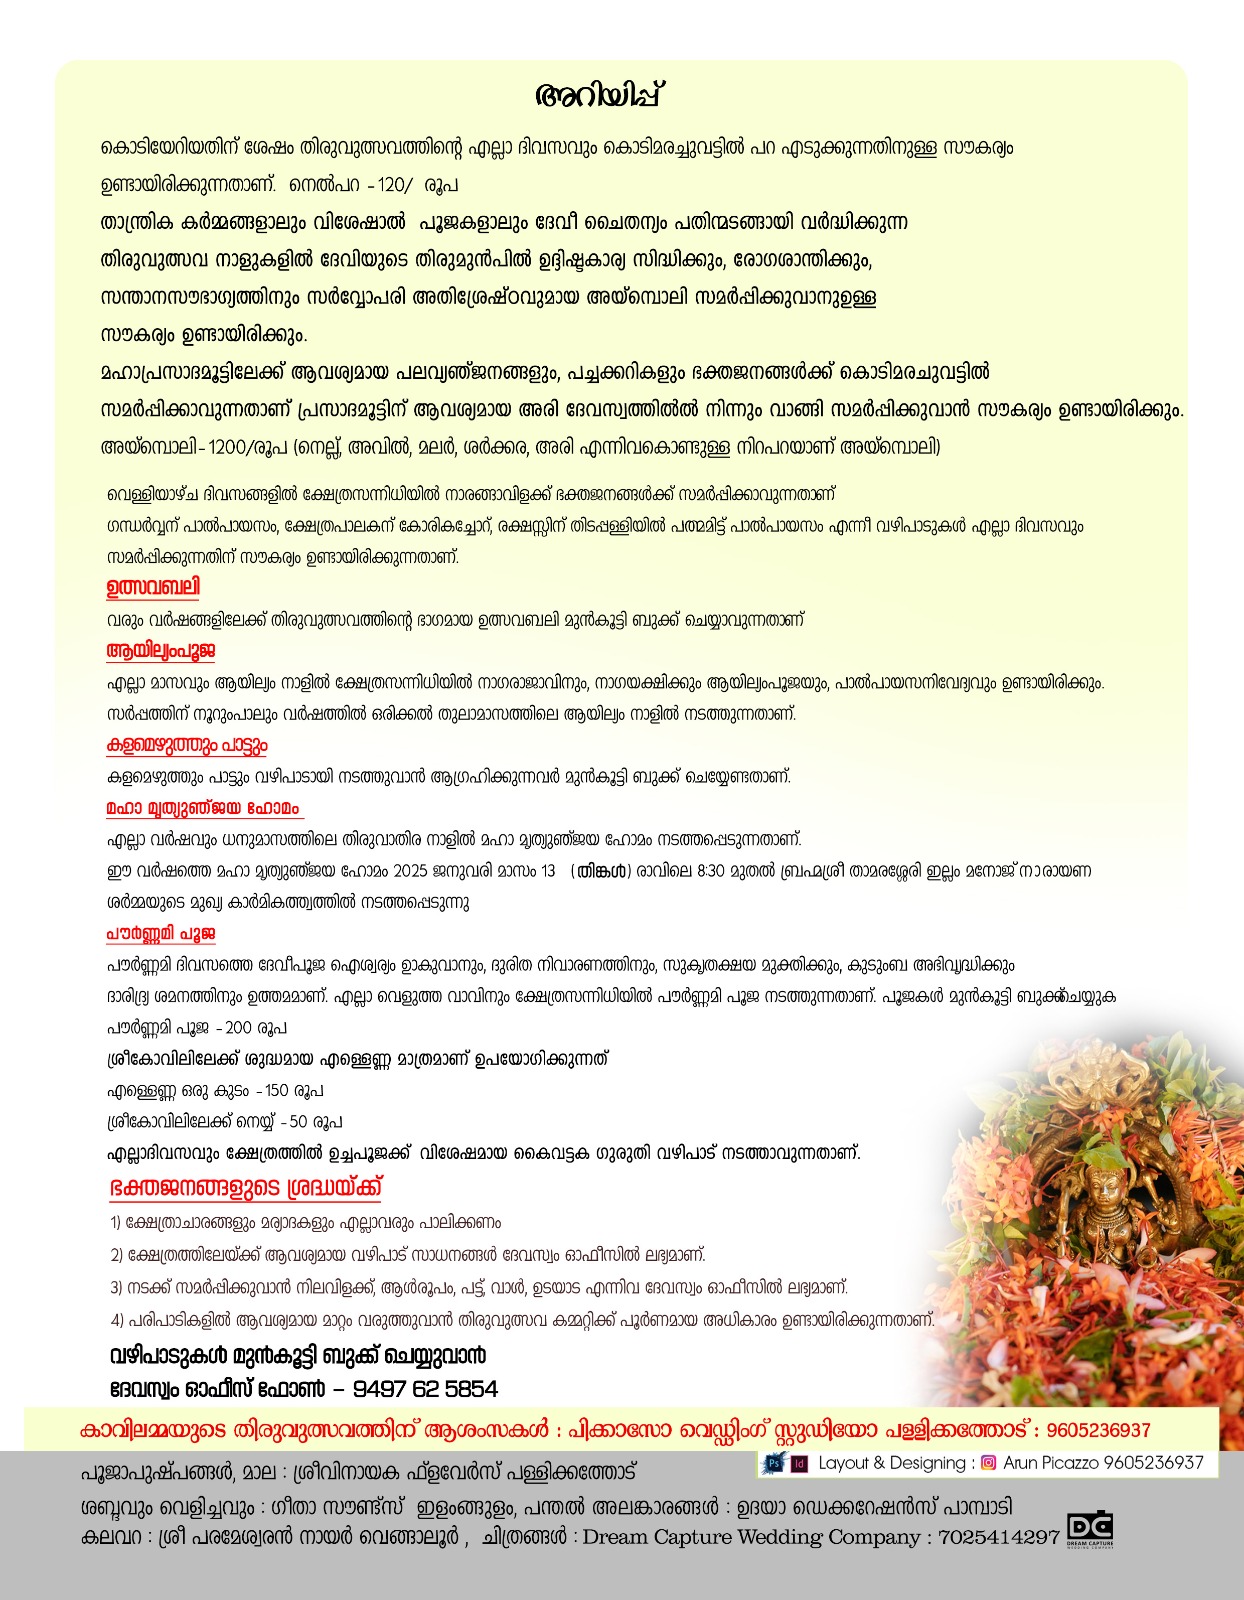 അറിയിപ്പ്
കൊടിയേറിയതിന് ശേഷം തിരുവുത്സവത്തിന്റെ എല്ലാ ദിവസവും കൊടിമരച്ചുവട്ടിൽ പറ എടുക്കുന്നതിനുള്ള സൗകര്യം
ഉണ്ടായിരിക്കുന്നതാണ്. നെൽപറ - 120/ രൂപ
താന്ത്രിക കർമ്മങ്ങളാലും വിശേഷാൽ പൂജകളാലും ദേവീ ചൈതന്യം പതിന്മടങ്ങായി വർദ്ധിക്കുന്ന
തിരുവുത്സവ നാളുകളിൽ ദേവിയുടെ തിരുമുൻപിൽ ഉദ്ദിഷ്ടകാര്യ സിദ്ധിക്കും, രോഗശാന്തിക്കും,
സന്താനസൗഭാഗ്യത്തിനും സർവ്വോപരി അതിശ്രേഷ്ഠവുമായ അയ്മ്പൊലി സമർപ്പിക്കുവാനുഉള്ള
സൗകര്യം ഉണ്ടായിരിക്കും.
മഹാപ്രസാദമൂട്ടിലേക്ക് ആവശ്യമായ പലവ്യഞ്ജനങ്ങളും, പച്ചക്കറികളും ഭക്തജനങ്ങൾക്ക് കൊടിമരചുവട്ടിൽ
സമർപ്പിക്കാവുന്നതാണ് പ്രസാദമൂട്ടിന് ആവശ്യമായ അരി ദേവസ്വത്തിൽൽ നിന്നും വാങ്ങി സമർപ്പിക്കുവാൻ സൗകര്യം ഉണ്ടായിരിക്കും.
അയ്മ്പൊലി- 1200/രൂപ (നെല്ല്, അവിൽ, മലർ, ശർക്കര, അരി എന്നിവകൊണ്ടുള്ള നിറപറയാണ് അയ്മ്പൊലി)
വെള്ളിയാഴ്ച ദിവസങ്ങളിൽ ക്ഷേത്രസന്നിധിയിൽ നാരങ്ങാവിളക്ക് ഭക്തജനങ്ങൾക്ക് സമർപ്പിക്കാവുന്നതാണ്
ഗന്ധർവ്വന് പാൽപായസം, ക്ഷേത്രപാലകന് കോരികച്ചോറ്, രക്ഷസ്സിന് തിടപ്പള്ളിയിൽ പത്മമിട്ട് പാൽപായസം എന്നീ വഴിപാടുകൾ എല്ലാ ദിവസവും
സമർപ്പിക്കുന്നതിന് സൗകര്യം ഉണ്ടായിരിക്കുന്നതാണ്.
ഉത്സവബലി
വരും വർഷങ്ങളിലേക്ക് തിരുവുത്സവത്തിന്റെ ഭാഗമായ ഉത്സവബലി മുൻകൂട്ടി ബുക്ക് ചെയ്യാവുന്നതാണ്
ആയില്യംപൂജ
എല്ലാ മാസവും ആയില്യം നാളിൽ ക്ഷേത്രസന്നിധിയിൽ നാഗരാജാവിനും, നാഗയക്ഷിക്കും ആയില്യംപൂജയും, പാൽപായസനിവേദ്യവും ഉണ്ടായിരിക്കും.
സർപ്പത്തിന് നൂറുംപാലും വർഷത്തിൽ ഒരിക്കൽ തുലാമാസത്തിലെ ആയില്യം നാളിൽ നടത്തുന്നതാണ്.
കളമെഴുത്തും പാട്ടും
കളമെഴുത്തും പാട്ടും വഴിപാടായി നടത്തുവാൻ ആഗ്രഹിക്കുന്നവർ മുൻകൂട്ടി ബുക്ക് ചെയ്യേണ്ടതാണ്.
മഹാ മൃത്യുഞ്ജയ ഹോമം
എല്ലാ വർഷവും ധനുമാസത്തിലെ തിരുവാതിര നാളിൽ മഹാ മൃത്യുഞ്ജയ ഹോമം നടത്തപ്പെടുന്നതാണ്.
ഈ വർഷത്തെ മഹാ മൃത്യുഞ്ജയ ഹോമം 2025 ജനുവരി മാസം 13 (തിങ്കൾ) രാവിലെ 8:30 മുതൽ ബ്രഹ്മശ്രീ താമരശ്ശേരി ഇല്ലം മനോജ് നാരായണ
ശർമ്മയുടെ മുഖ്യ കാർമികത്ത്വത്തിൽ നടത്തപ്പെടുന്നു
പൗർണ്ണമി പൂജ
പൗർണ്ണമി ദിവസത്തെ ദേവീപൂജ ഐശ്വര്യം ഉാകുവാനും, ദുരിത നിവാരണത്തിനും, സുകൃതക്ഷയ മുക്തിക്കും, കുടുംബ അഭിവൃദ്ധിക്കും
ദാരിദ്ര്യ ശമനത്തിനും ഉത്തമമാണ്. എല്ലാ വെളുത്ത വാവിനും ക്ഷേത്രസന്നിധിയിൽ പൗർണ്ണമി പൂജ നടത്തുന്നതാണ്. പൂജകൾ മുൻകൂട്ടി ബുക്ക്ചെയ്യുക
പൗർണ്ണമി പൂജ - 200 രൂപ
ശ്രീകോവിലിലേക്ക് ശുദ്ധമായ എള്ളെണ്ണ മാത്രമാണ് ഉപയോഗിക്കുന്നത്
എള്ളെണ്ണ ഒരു കുടം - 150 രൂപ
ശ്രീകോവിലിലേക്ക് നെയ്യ് - 50 രൂപ
എല്ലാദിവസവും ക്ഷേത്രത്തിൽ ഉച്ചപൂജക്ക് വിശേഷമായ കൈവട്ടക ഗുരുതി വഴിപാട് നടത്താവുന്നതാണ്.
ഭക്തജനങ്ങളുടെ ശ്രദ്ധയ്ക്ക്
1) ക്ഷേത്രാചാരങ്ങളും മര്യാദകളും എല്ലാവരും പാലിക്കണം
2) ക്ഷേത്രത്തിലേയ്ക്ക് ആവശ്യമായ വഴിപാട് സാധനങ്ങൾ ദേവസ്വം ഓഫീസിൽ ലഭ്യമാണ്.
3) നടക്ക് സമർപ്പിക്കുവാൻ നിലവിളക്ക്, ആൾരൂപം, പട്ട്, വാൾ, ഉടയാട എന്നിവ ദേവസ്വം ഓഫീസിൽ ലഭ്യമാണ്.
4) പരിപാടികളിൽ ആവശ്യമായ മാറ്റം വരുത്തുവാൻ തിരുവുത്സവ കമ്മറ്റിക്ക് പൂർണമായ അധികാരം ഉണ്ടായിരിക്കുന്നതാണ്.
വഴിപാടുകൾ മുൻകൂട്ടി ബുക്ക് ചെയ്യുവാൻ
ദേവസ്വം ഓഫീസ് ഫോൺ - 9497 62 5854
കാവിലമ്മയുടെ തിരുവുത്സവത്തിന് ആശംസകൾ : പിക്കാസോ വെഡ്ഡിംഗ് സ്റ്റുഡിയോ പള്ളിക്കത്തോട് : 9605236937
Ps Id Layout & Designing : Arun Picazzo 9605236937
പൂജാപുഷ്പങ്ങൾ, മാല : ശ്രീവിനായക ഫ്ളവേർസ് പള്ളിക്കത്തോട്
ശബ്ദവും വെളിച്ചവും : ഗീതാ സൗണ്ട്സ് ഇളംങ്ങുളം, പന്തൽ അലങ്കാരങ്ങൾ : ഉദയാ ഡെക്കറേഷൻസ് പാമ്പാടി
കലവറ : ശ്രീ പരമേശ്വരൻ നായർ വെങ്ങാലൂർ , ചിത്രങ്ങൾ : Dream Capture Wedding Company : 7025414297
DC
DREAM CAPTURE
WEDDING COMPANY